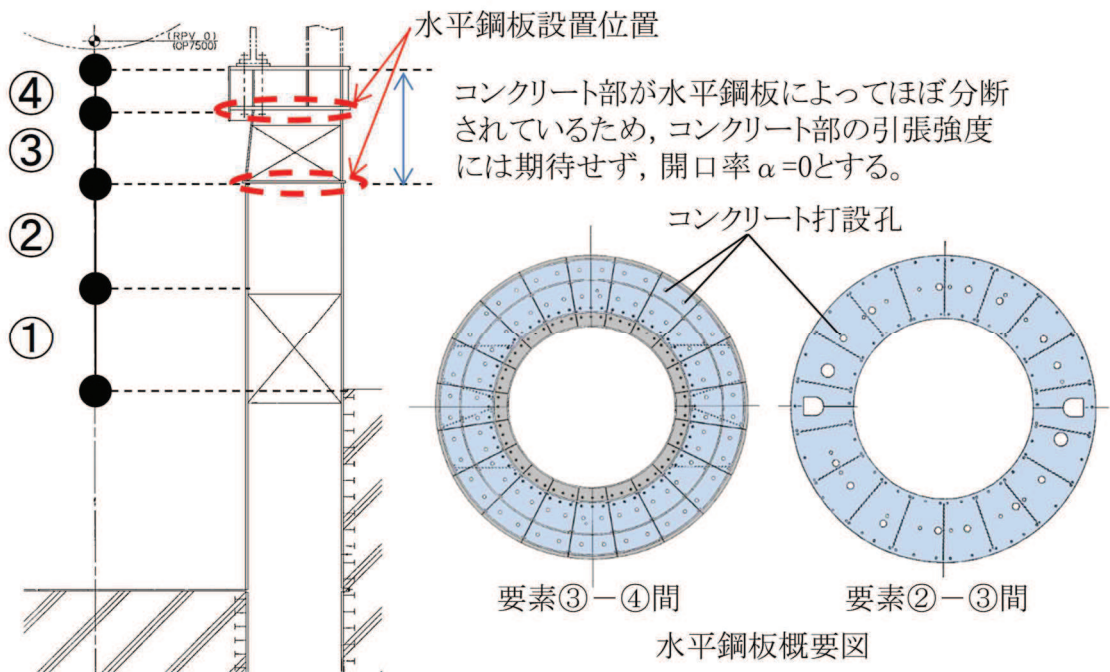 水平鋼板設置位置
(RPV 0)
(OP7500)
④
③
②
①
コンクリート部が水平鋼板によってほぼ分断
されているため, コンクリート部の引張強度
には期待せず, 開口率α=0とする。
コンクリート打設孔
要素③－④間
要素②－③間
水平鋼板概要図